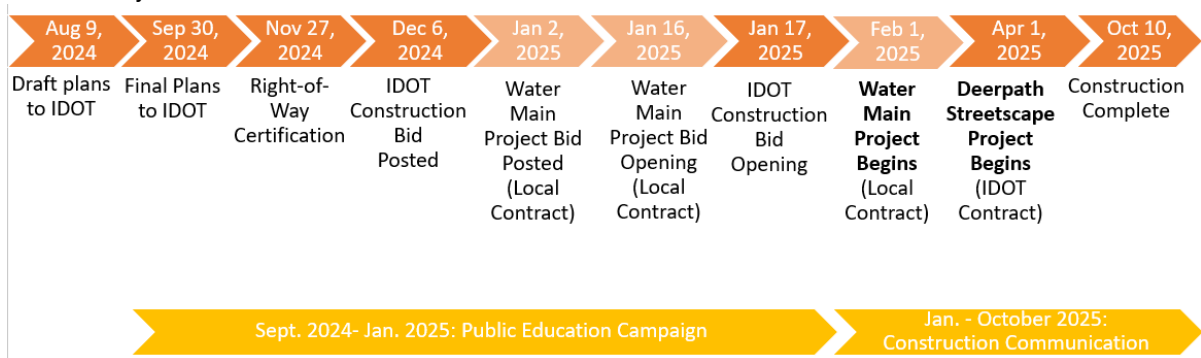 Aug 9,
2024
Sep 30,
2024
Nov 27,
2024
Dec 6,
2024
Jan 2,
2025
Jan 16,
2025
Jan 17,
2025
Feb 1,
2025
Apr 1,
2025
Oct 10,
2025
Draft plans
to IDOT
Final Plans
to IDOT
Right-of-
Way
Certification
IDOT
Construction
Bid
Posted
Water
Main
Project Bid
Posted
(Local
Contract)
Water
Main
Project Bid
Opening
(Local
Contract)
IDOT
Construction
Bid
Opening
Water
Main
Project
Begins
(Local
Contract)
Deerpath
Streetscape
Project
Begins
(IDOT
Contract)
Construction
Complete
Sept. 2024- Jan. 2025: Public Education Campaign
Jan. - October 2025:
Construction Communication